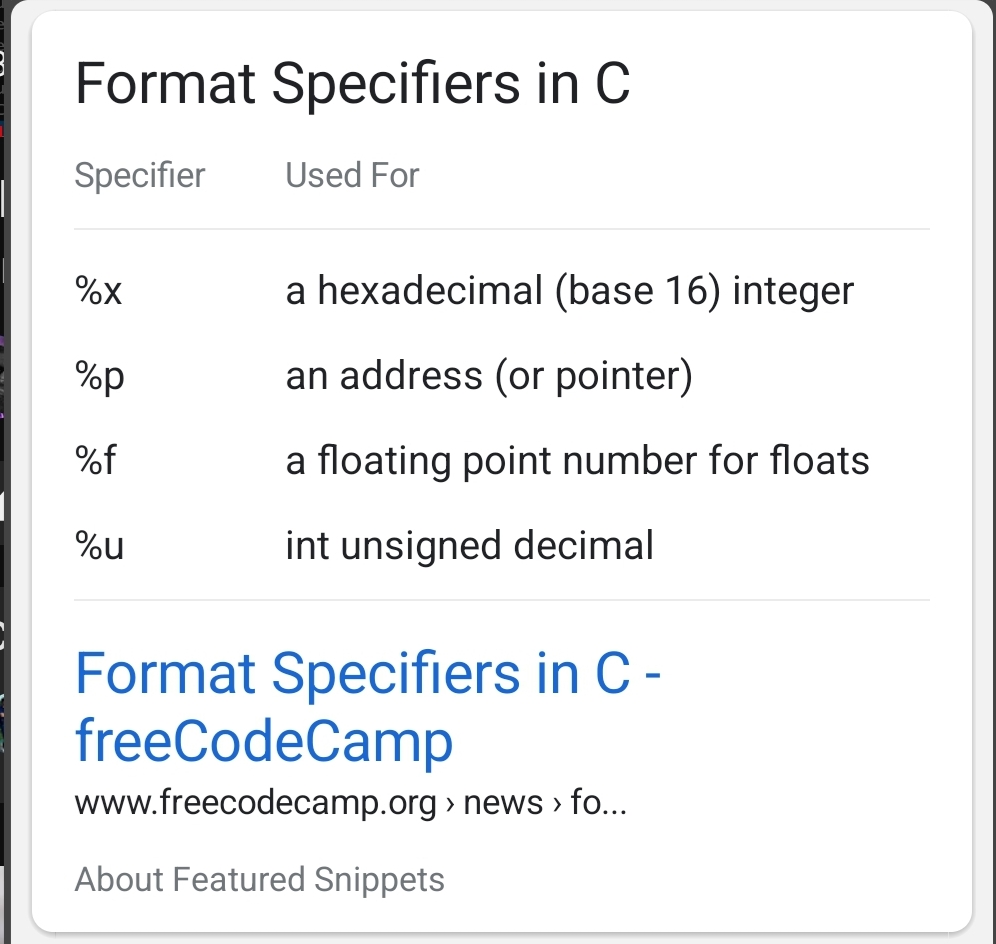 Format Specifiers in C
Specifier Used For
%x a hexadecimal (base 16) integer
%p an address (or pointer)
%f a floating point number for floats
%u int unsigned decimal
Format Specifiers in C -
freeCodeCamp
www.freecodecamp.org › news › fo...
About Featured Snippets